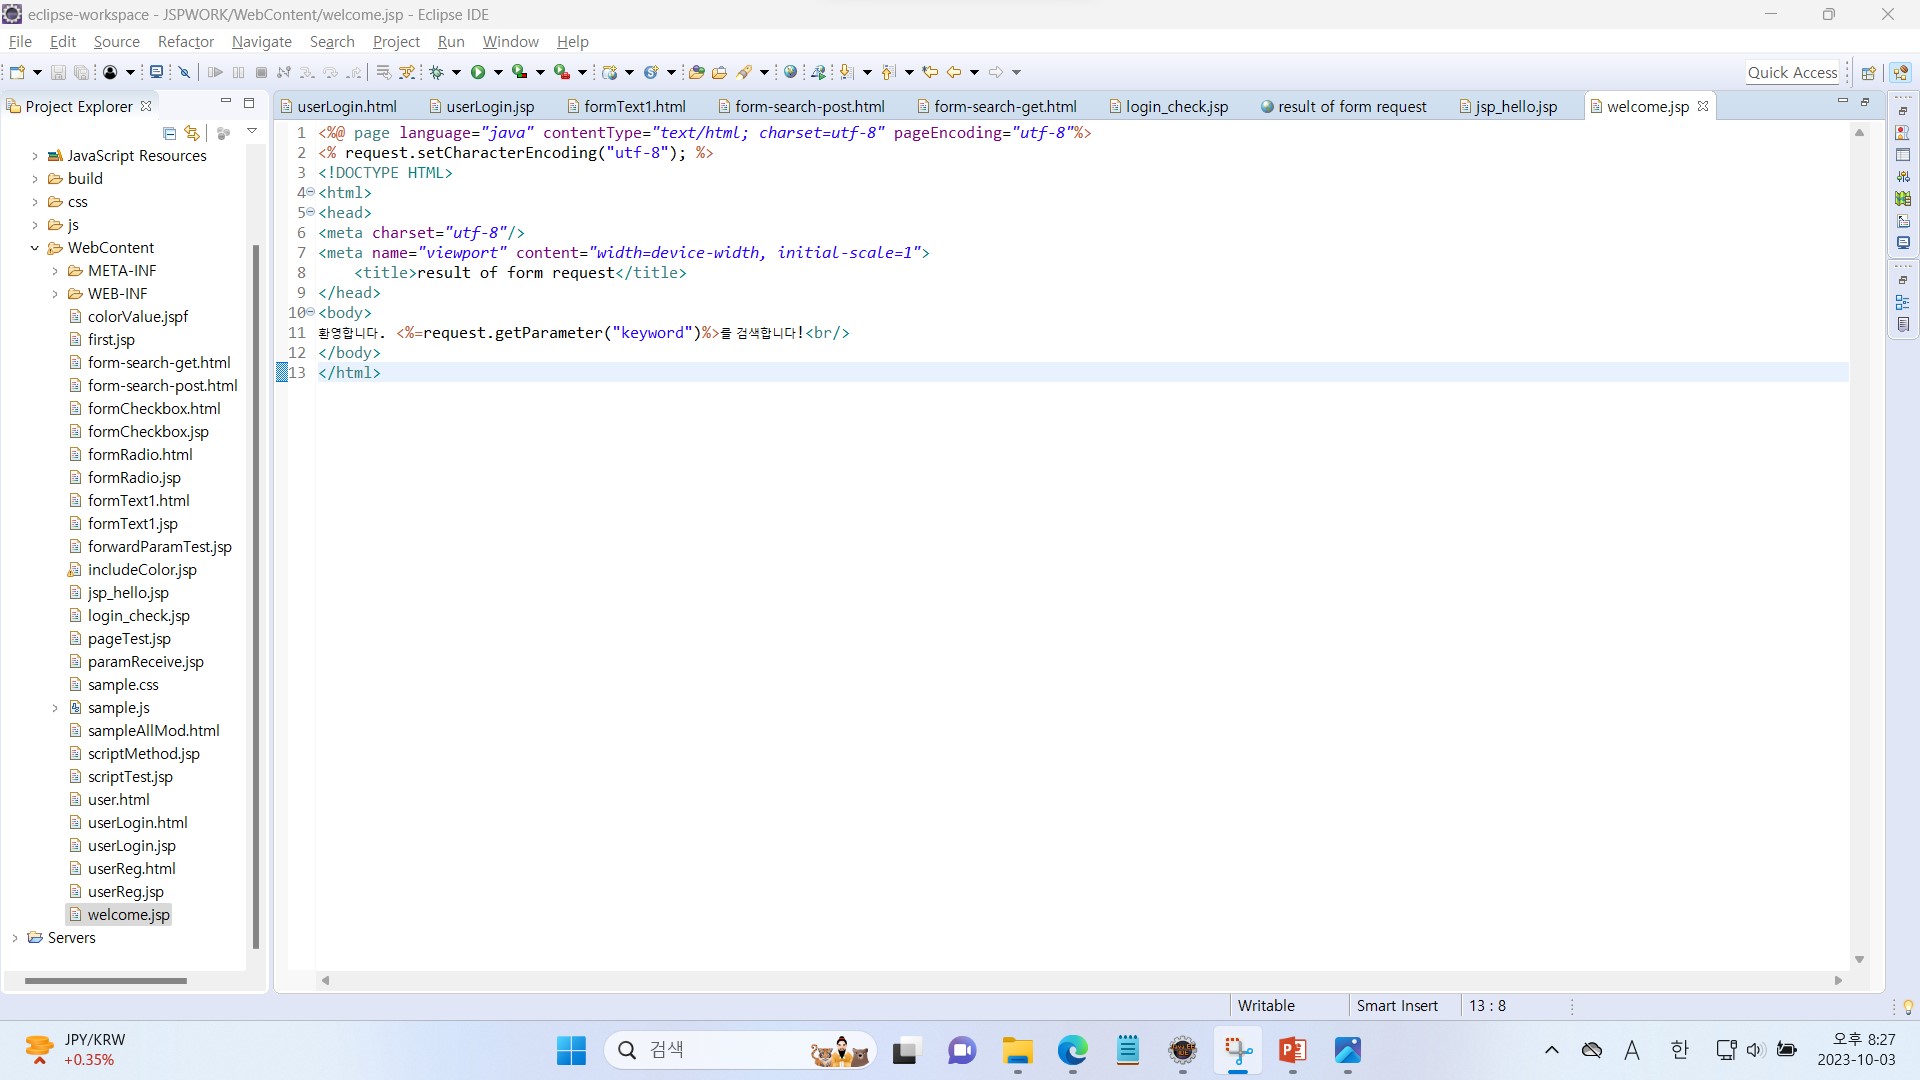 eclipse-workspace - JSPWORK/WebContent/welcome.jsp - Eclipse IDE
File Edit Source Refactor Navigate Search Project Run Window Help
Quick Access
Project Explorer
userLogin.html userLogin.jsp formText1.html form-search-post.html form-search-get.html login_check.jsp result of form request jsp_hello.jsp welcome.jsp
JavaScript Resources
build
css
js
WebContent
META-INF
WEB-INF
colorValue.jspf
first.jsp
form-search-get.html
form-search-post.html
formCheckbox.html
formCheckbox.jsp
formRadio.html
formRadio.jsp
formText1.html
formText1.jsp
forwardParamTest.jsp
includeColor.jsp
jsp_hello.jsp
login_check.jsp
pageTest.jsp
paramReceive.jsp
sample.css
sample.js
sampleAllMod.html
scriptMethod.jsp
scriptTest.jsp
user.html
userLogin.html
userLogin.jsp
userReg.html
userReg.jsp
welcome.jsp
Servers
1 <%@ page language="java" contentType="text/html; charset=utf-8" pageEncoding="utf-8"%>
2 <% request.setCharacterEncoding("utf-8"); %>
3 <!DOCTYPE HTML>
4 <html>
5 <head>
6 <meta charset="utf-8"/>
7 <meta name="viewport" content="width=device-width, initial-scale=1">
8 <title>result of form request</title>
9 </head>
10 <body>
11 환영합니다. <%=request.getParameter("keyword")%>를 검색합니다!<br/>
12 </body>
13 </html>
Writable Smart Insert 13 : 8
JPY/KRW
+0.35%
검색
A 한
오후 8:27
2023-10-03